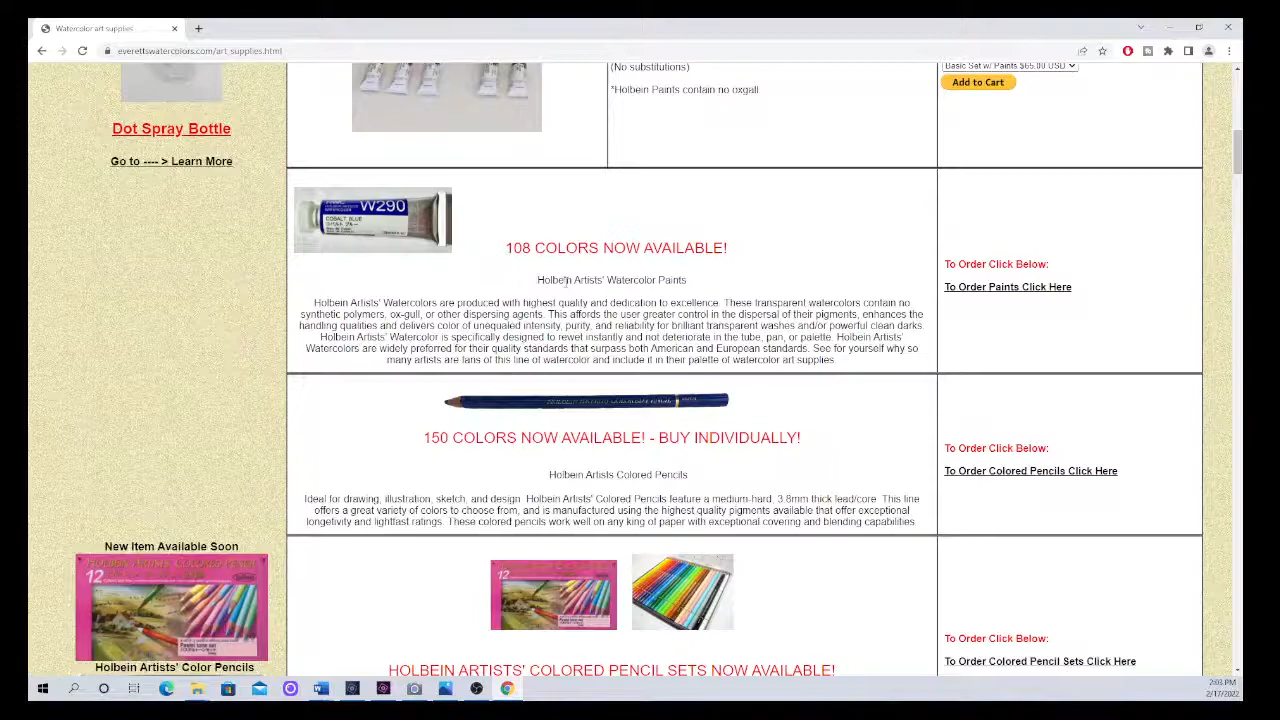 Watercolor art supplies
everettswatercolors.com/art_supplies.html
(No substitutions)
*Holbein Paints contain no oxgall
Basic Set w/ Paints $65.00 USD
Add to Cart
Dot Spray Bottle
Go to ---- > Learn More
W290
COBALT BLUE
108 COLORS NOW AVAILABLE!
Holbein Artists' Watercolor Paints
Holbein Artists' Watercolors are produced with highest quality and dedication to excellence. These transparent watercolors contain no
synthetic polymers, ox-gull, or other dispersing agents. This affords the user greater control in the dispersal of their pigments, enhances the
handling qualities and delivers color of unequaled intensity, purity, and reliability for brilliant transparent washes and/or powerful clean darks.
Holbein Artists' Watercolor is specifically designed to rewet instantly and not deteriorate in the tube, pan, or palette. Holbein Artists'
Watercolors are widely preferred for their quality standards that surpass both American and European standards. See for yourself why so
many artists are fans of this line of watercolor and include it in their palette of watercolor art supplies.
To Order Click Below:
To Order Paints Click Here
150 COLORS NOW AVAILABLE! - BUY INDIVIDUALLY!
Holbein Artists Colored Pencils
Ideal for drawing, illustration, sketch, and design. Holbein Artists' Colored Pencils feature a medium-hard, 3.8mm thick lead/core. This line
offers a great variety of colors to choose from, and is manufactured using the highest quality pigments available that offer exceptional
longetivity and lightfast ratings. These colored pencils work well on any king of paper with exceptional covering and blending capabilities
To Order Click Below:
To Order Colored Pencils Click Here
New Item Available Soon
HOLBEIN ARTISTS' COLORED PENCIL
12
Pastel tone set
Holbein Artists' Color Pencils
12
HOLBEIN ARTISTS' COLORED PENCIL SETS NOW AVAILABLE!
To Order Click Below:
To Order Colored Pencil Sets Click Here
2:03 PM
2/17/2022